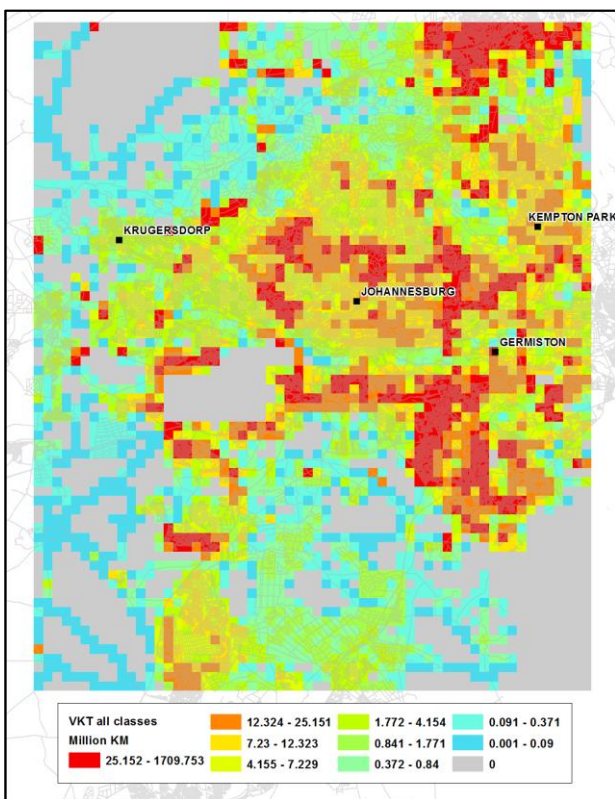 KEMPTON PARK
KRUGERSDORP
JOHANNESBURG
GERMISTON
VKT all classes
Million KM
25.152 - 1709.753
12.324 - 25.151
7.23 - 12.323
4.155 - 7.229
1.772 - 4.154
0.841 - 1.771
0.372 - 0.84
0.091 - 0.371
0.001 - 0.09
0